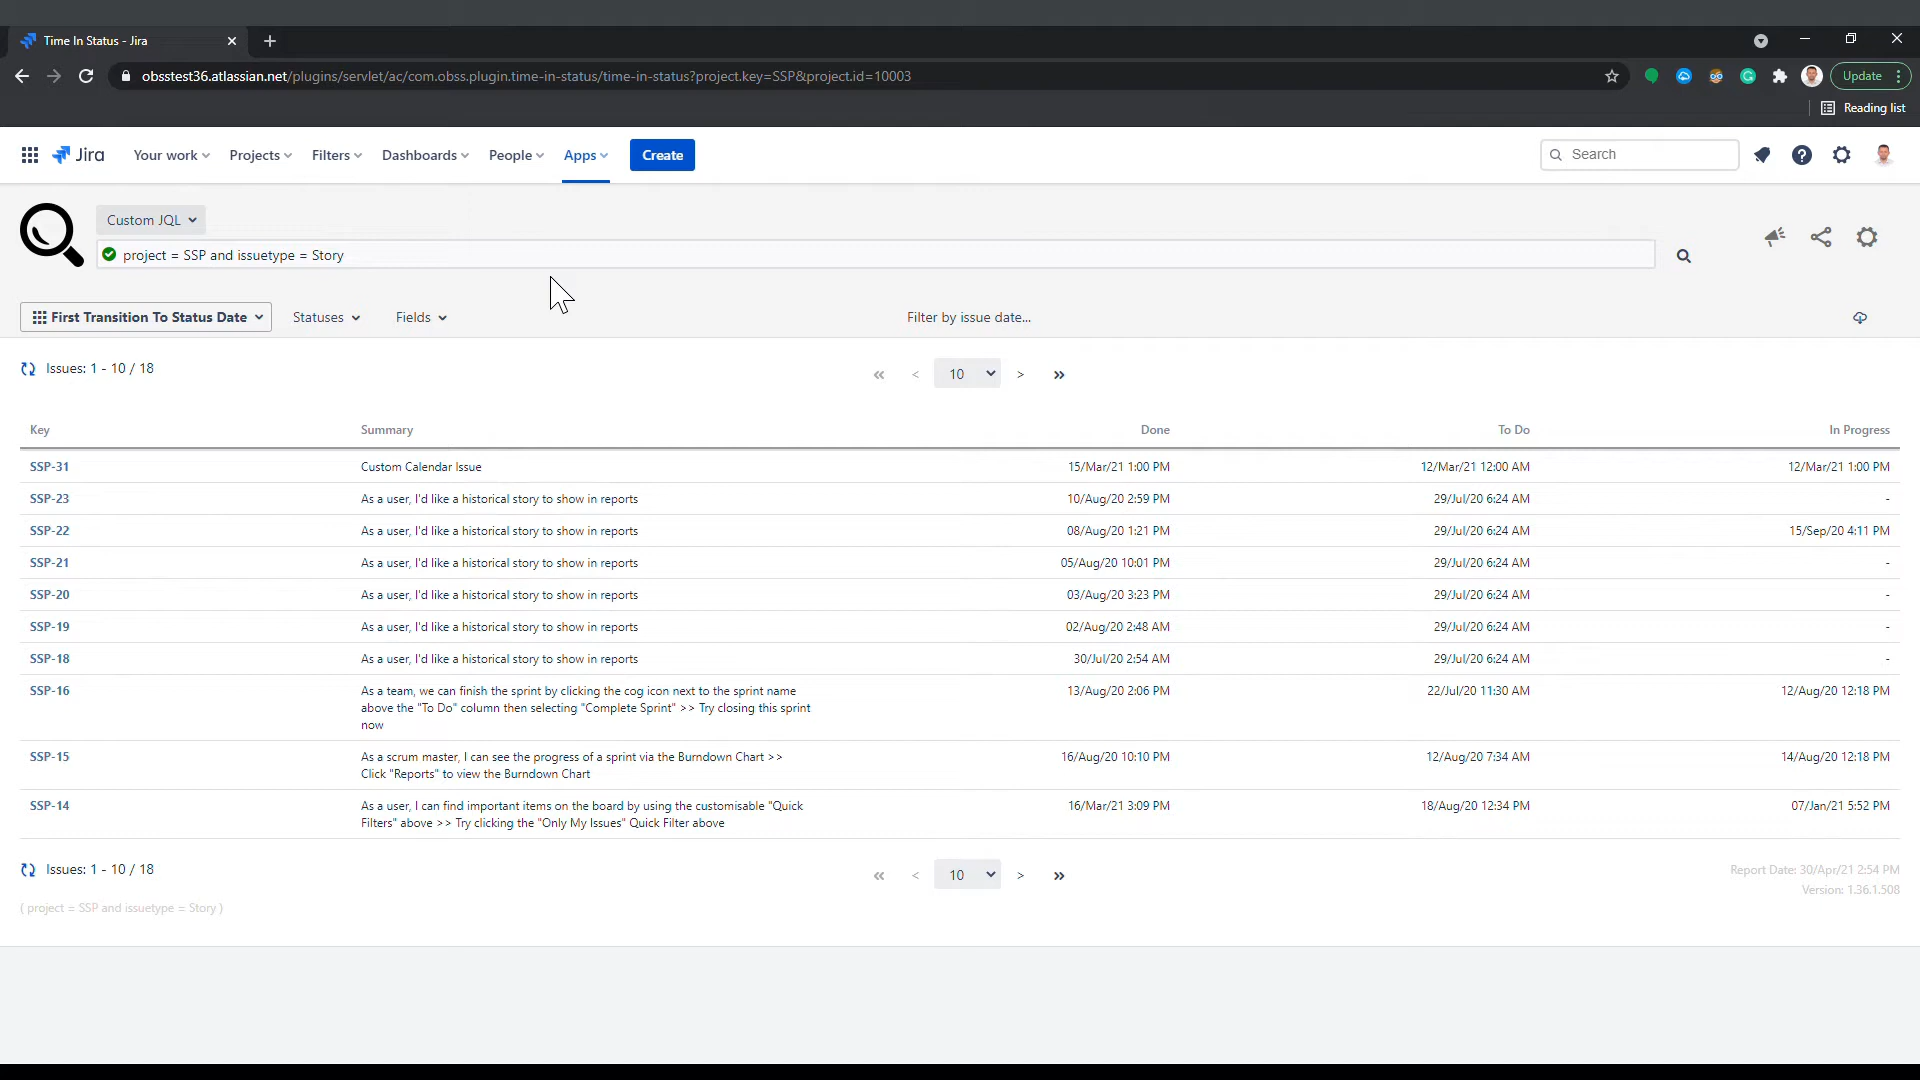 Time In Status - Jira
obsstest36.atlassian.net/plugins/servlet/ac/com.obss.plugin.time-in-status/time-in-status?project.key=SSP&project.id=10003
Update
Reading list
Jira Your work Projects Filters Dashboards People Apps Create Search
Custom JQL
project = SSP and issuetype = Story
First Transition To Status Date Statuses Fields Filter by issue date...
Issues: 1 - 10 / 18 « < 10 > »
Key Summary Done To Do In Progress
SSP-31 Custom Calendar Issue 15/Mar/21 1:00 PM 12/Mar/21 12:00 AM 12/Mar/21 1:00 PM
SSP-23 As a user, I'd like a historical story to show in reports 10/Aug/20 2:59 PM 29/Jul/20 6:24 AM -
SSP-22 As a user, I'd like a historical story to show in reports 08/Aug/20 1:21 PM 29/Jul/20 6:24 AM 15/Sep/20 4:11 PM
SSP-21 As a user, I'd like a historical story to show in reports 05/Aug/20 10:01 PM 29/Jul/20 6:24 AM -
SSP-20 As a user, I'd like a historical story to show in reports 03/Aug/20 3:23 PM 29/Jul/20 6:24 AM -
SSP-19 As a user, I'd like a historical story to show in reports 02/Aug/20 2:48 AM 29/Jul/20 6:24 AM -
SSP-18 As a user, I'd like a historical story to show in reports 30/Jul/20 2:54 AM 29/Jul/20 6:24 AM -
SSP-16 As a team, we can finish the sprint by clicking the cog icon next to the sprint name 13/Aug/20 2:06 PM 22/Jul/20 11:30 AM 12/Aug/20 12:18 PM
above the "To Do" column then selecting "Complete Sprint" >> Try closing this sprint
now
SSP-15 As a scrum master, I can see the progress of a sprint via the Burndown Chart >> 16/Aug/20 10:10 PM 12/Aug/20 7:34 AM 14/Aug/20 12:18 PM
Click "Reports" to view the Burndown Chart
SSP-14 As a user, I can find important items on the board by using the customisable "Quick 16/Mar/21 3:09 PM 18/Aug/20 12:34 PM 07/Jan/21 5:52 PM
Filters" above >> Try clicking the "Only My Issues" Quick Filter above
Issues: 1 - 10 / 18 « < 10 > » Report Date: 30/Apr/21 2:54 PM
Version: 1.36.1.508
( project = SSP and issuetype = Story )